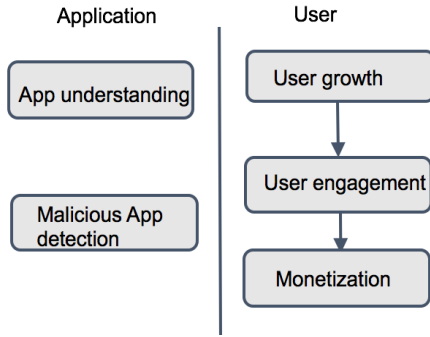 Application
User
App understanding
User growth
Malicious App
detection
User engagement
Monetization